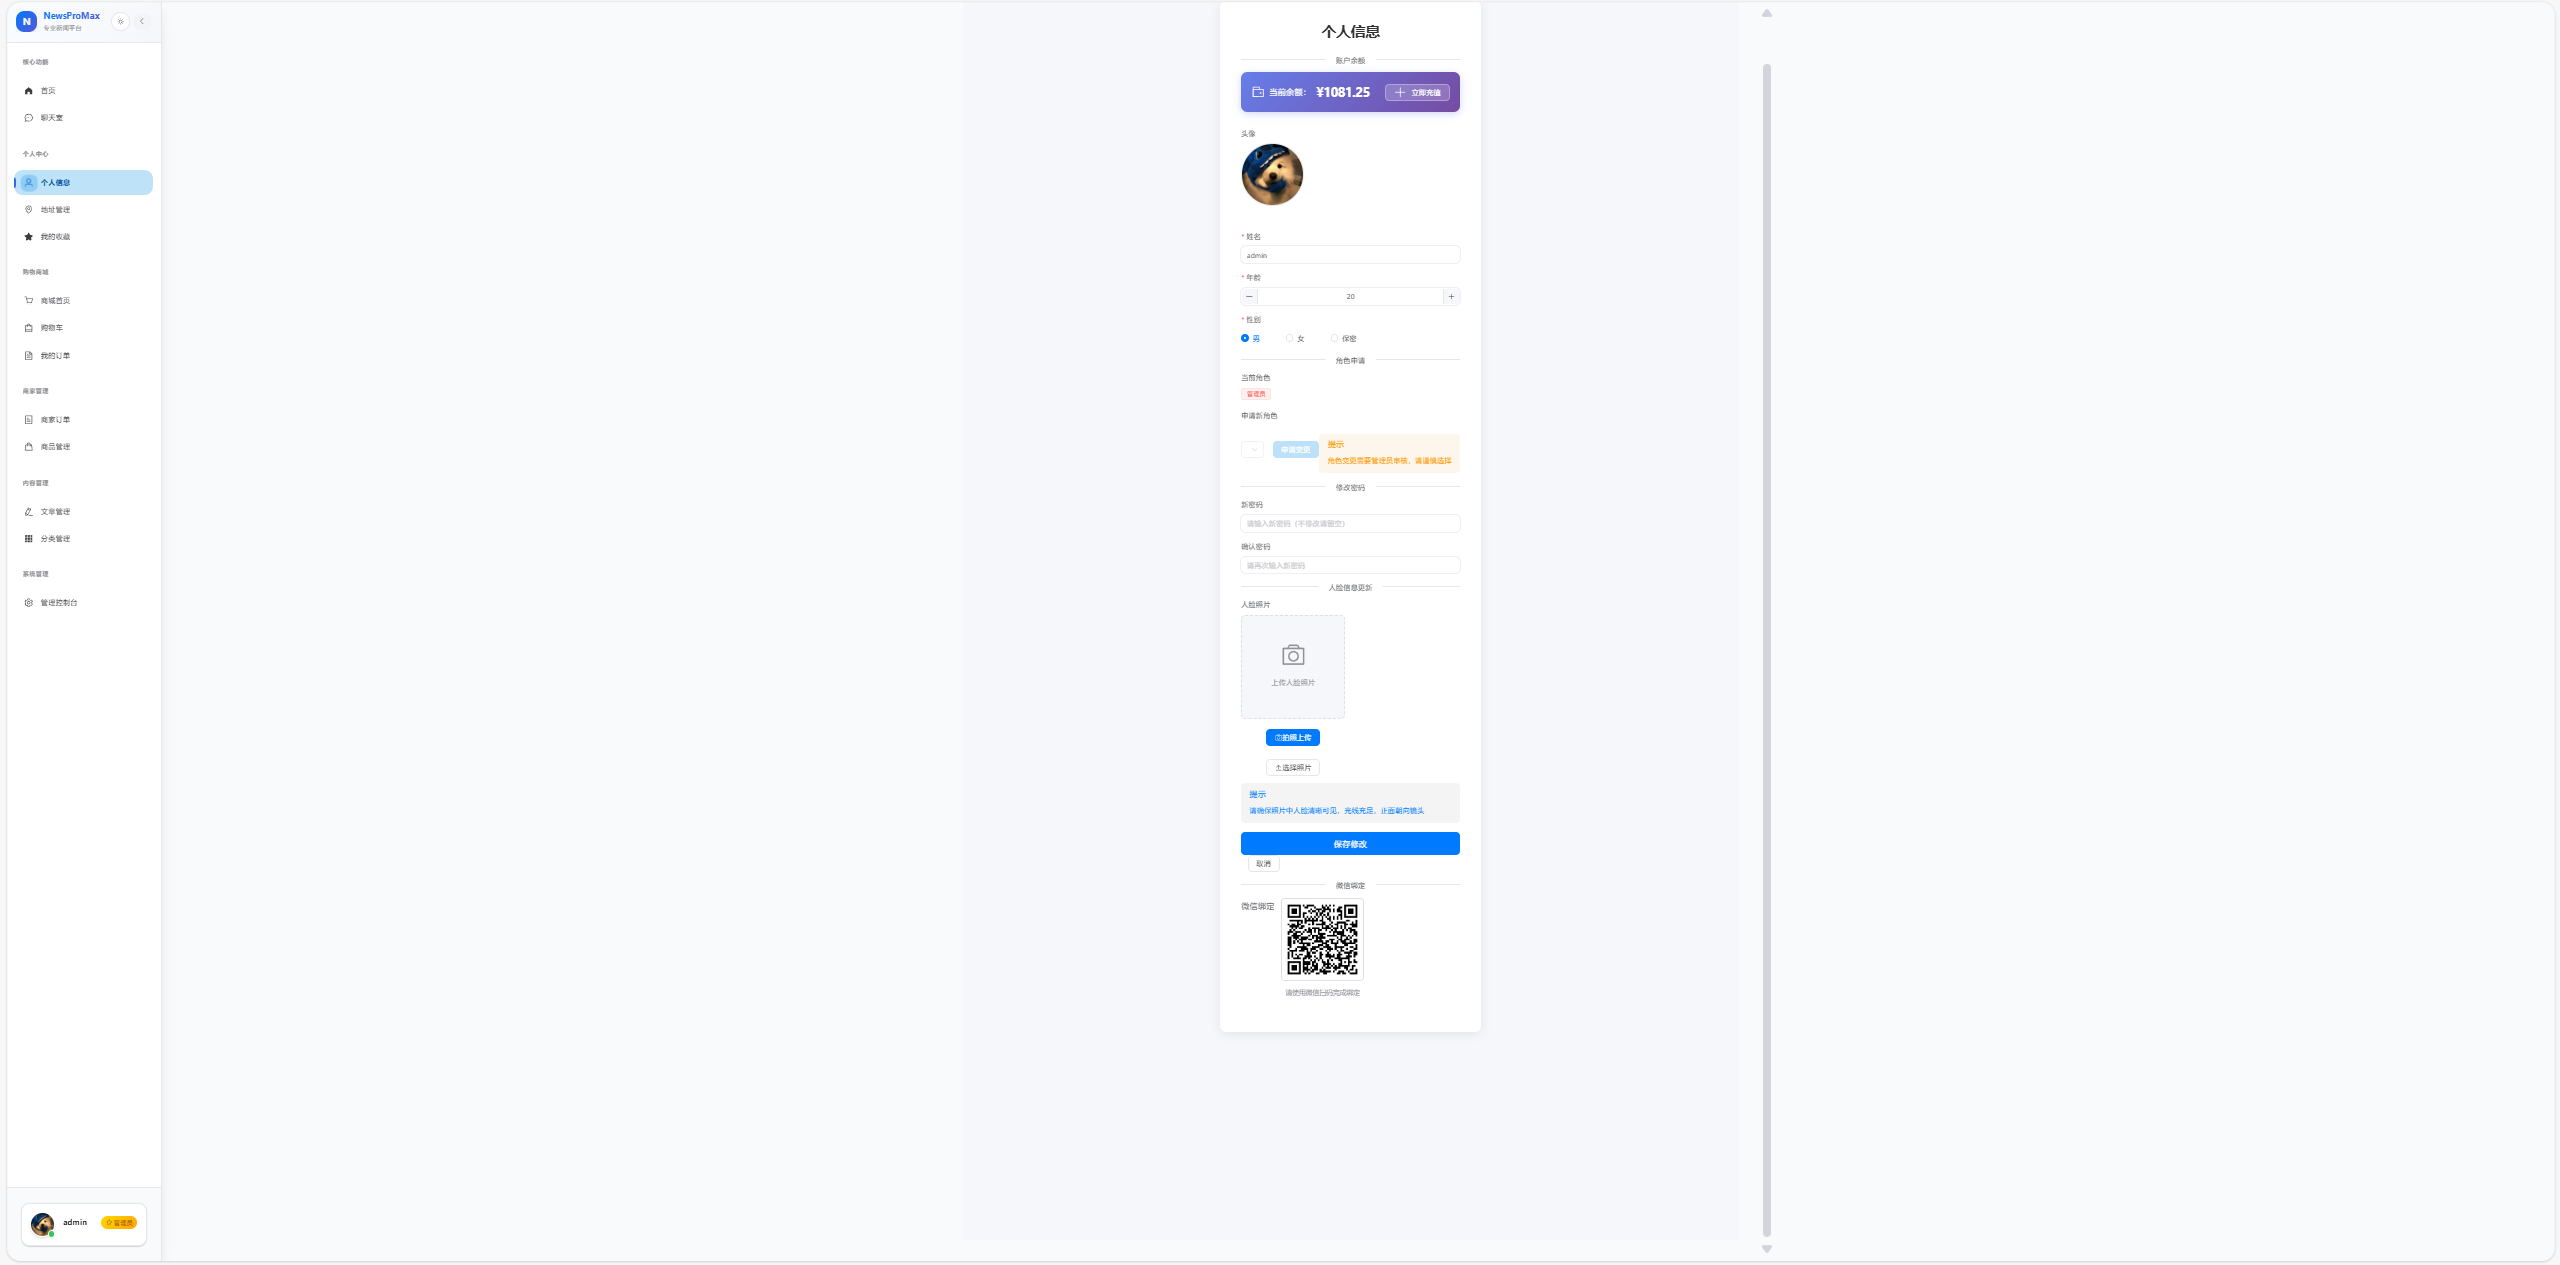 N
NewsProMax
专业新闻平台
核心功能
首页
聊天室
个人中心
个人信息
地址管理
我的收藏
购物商城
商城首页
购物车
我的订单
商家管理
商家订单
商品管理
内容管理
文章管理
分类管理
系统管理
管理控制台
admin
管理员
个人信息
账户余额
当前余额： ¥1081.25 立即充值
头像
* 姓名
admin
* 年龄
20
* 性别
男 女 保密
角色申请
当前角色
管理员
申请新角色
申请变更
提示
角色变更需要管理员审核，请谨慎选择
修改密码
新密码
请输入新密码（不修改请留空）
确认密码
请再次输入新密码
人脸信息更新
人脸照片
上传人脸照片
拍照上传
选择照片
提示
请确保照片中人脸清晰可见，光线充足，正面朝向镜头
保存修改
取消
微信绑定
微信绑定
请使用微信扫码完成绑定